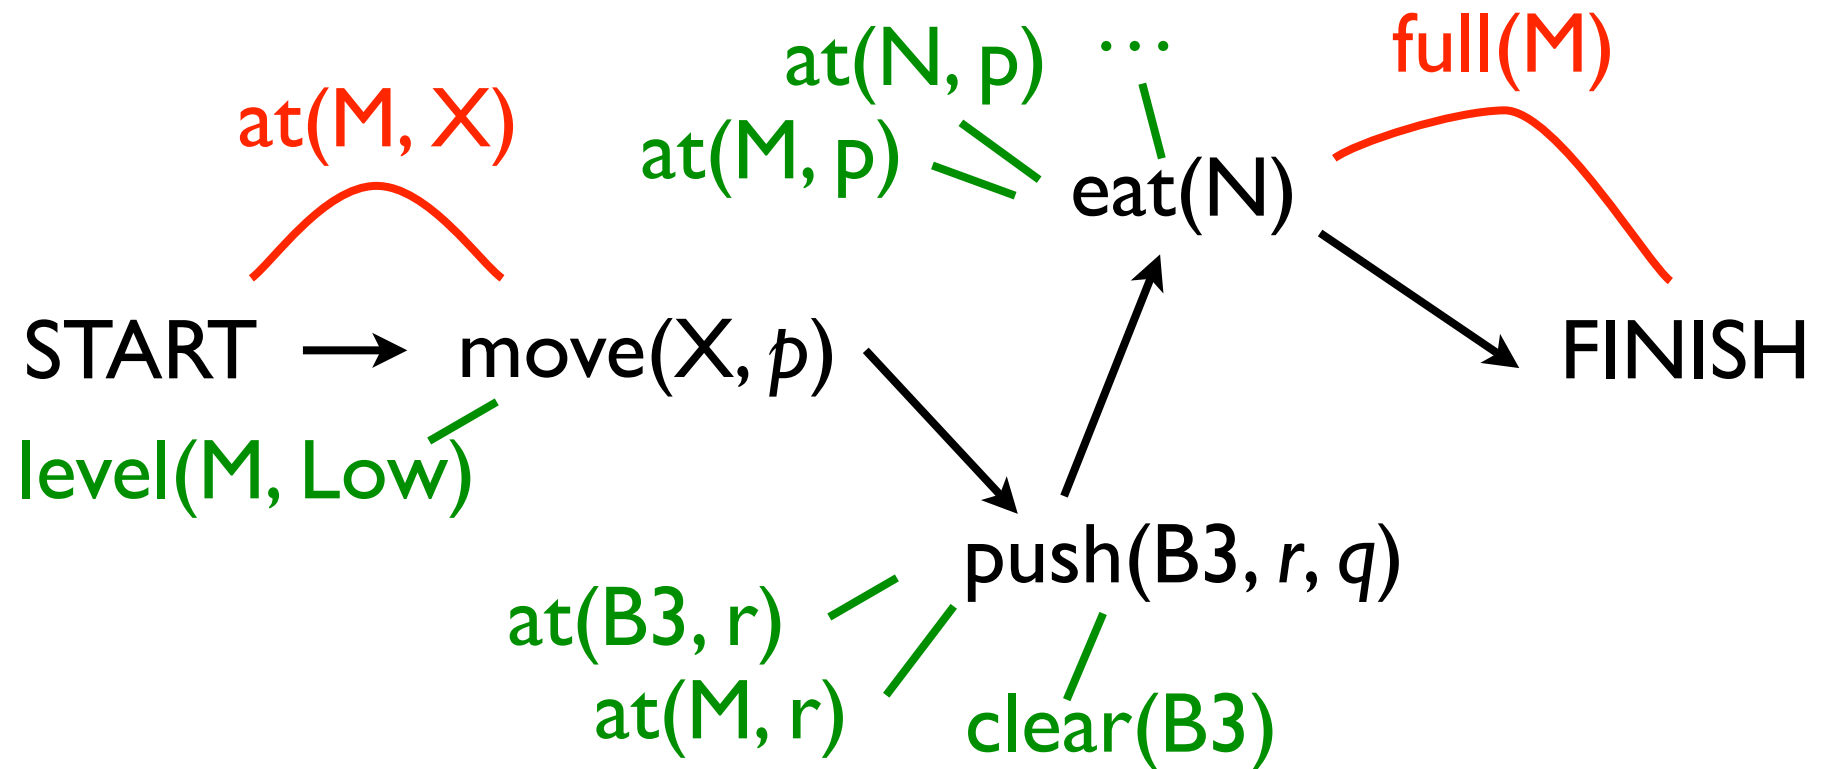 at(N, p) ...
full(M)
at(M, X)
at(M, p)
eat(N)
START
move(X, p)
FINISH
level(M, Low)
push(B3, r, q)
at(B3, r)
at(M, r)
clear(B3)